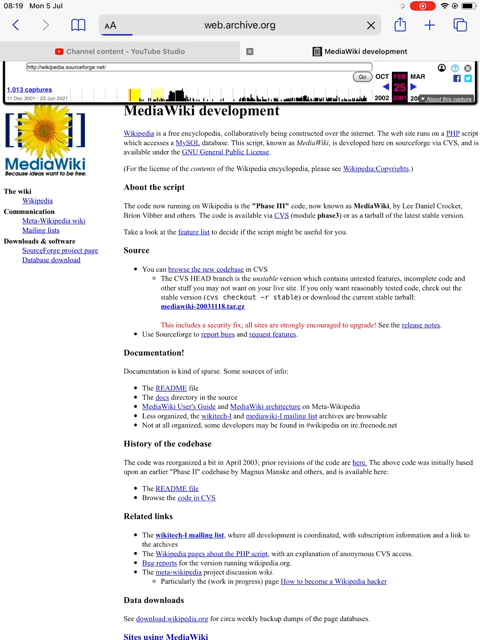 08:19 Mon 5 Jul
AA
web.archive.org
Channel content - YouTube Studio
MediaWiki development
http://wikipedia.sourceforge.net/
Go
OCT FEB MAR
1,013 captures
25
11 Dec 2001 - 23 Jun 2021
2002 2004
About this capture
MediaWiki development
MediaWiki
Because ideas want to be free.
The wiki
Wikipedia
Communication
Meta-Wikipedia wiki
Mailing lists
Downloads & software
SourceForge project page
Database download
Wikipedia is a free encyclopedia, collaboratively being constructed over the internet. The web site runs on a PHP script
which accesses a MySQL database. This script, known as MediaWiki, is developed here on sourceforge via CVS, and is
available under the GNU General Public License.
(For the license of the contents of the Wikipedia encyclopedia, please see Wikipedia:Copyrights.)
About the script
The code now running on Wikipedia is the "Phase III" code, now known as MediaWiki, by Lee Daniel Crocker,
Brion Vibber and others. The code is available via CVS (module phase3) or as a tarball of the latest stable version.
Take a look at the feature list to decide if the script might be useful for you.
Source
You can browse the new codebase in CVS
The CVS HEAD branch is the unstable version which contains untested features, incomplete code and
other stuff you may not want on your live site. If you only want reasonably tested code, check out the
stable version (cvs checkout -r stable) or download the current stable tarball:
mediawiki-20031118.tar.gz
This includes a security fix; all sites are strongly encouraged to upgrade! See the release notes.
Use Sourceforge to report bugs and request features.
Documentation!
Documentation is kind of sparse. Some sources of info:
The README file
The docs directory in the source
MediaWiki User's Guide and MediaWiki architecture on Meta-Wikipedia
Less organized, the wikitech-l and mediawiki-l mailing list archives are browsable
Not at all organized, some developers may be found in #wikipedia on irc.freenode.net
History of the codebase
The code was reorganized a bit in April 2003; prior revisions of the code are here. The above code was initially based
upon an earlier "Phase II" codebase by Magnus Manske and others, and is available here:
The README file
Browse the code in CVS
Related links
The wikitech-l mailing list, where all development is coordinated, with subscription information and a link to
the archives
The Wikipedia pages about the PHP script, with an explanation of anonymous CVS access.
Bug reports for the version running wikipedia.org.
The meta-wikipedia project discussion wiki.
Particularly the (work in progress) page How to become a Wikipedia hacker
Data downloads
See download.wikipedia.org for circa weekly backup dumps of the page databases.
Sites using MediaWiki